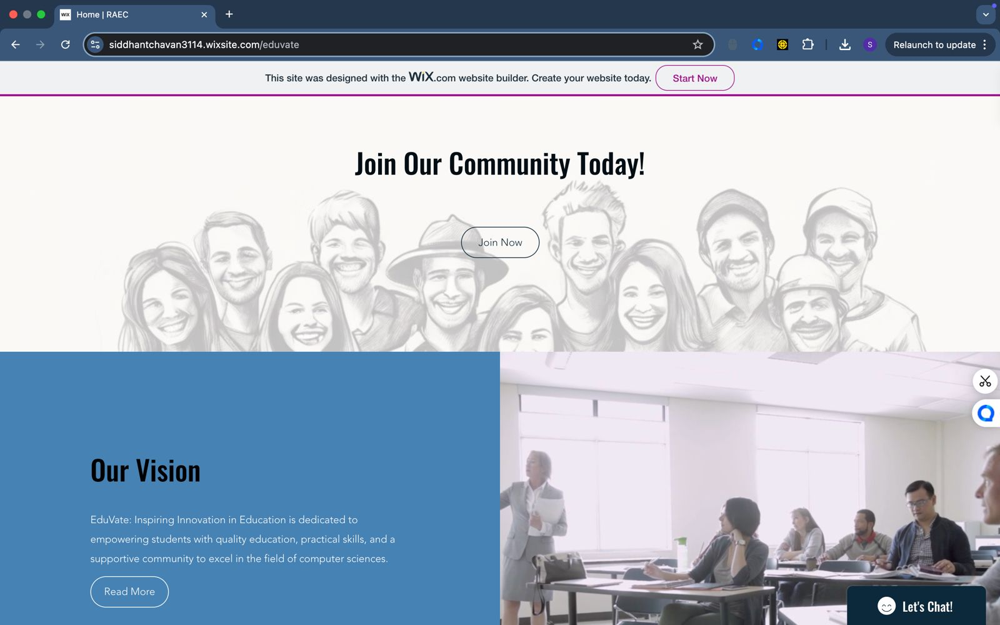 WiX
Home | RAEC
siddhantchavan3114.wixsite.com/eduvate
S
Relaunch to update
This site was designed with the WiX.com website builder. Create your website today.
Start Now
Join Our Community Today!
Join Now
Our Vision
EduVate: Inspiring Innovation in Education is dedicated to
empowering students with quality education, practical skills, and a
supportive community to excel in the field of computer sciences.
Read More
Let's Chat!